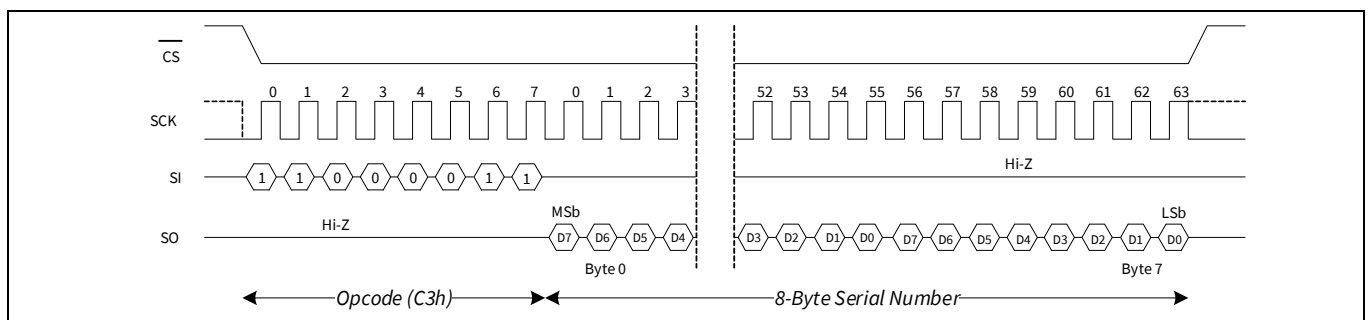 CS
0 1 2 3 4 5 6 7 0 1 2 3 52 53 54 55 56 57 58 59 60 61 62 63
SCK
Hi-Z
SI 1 1 0 0 0 0 1 1
MSb LSb
Hi-Z
SO D7 D6 D5 D4 D3 D2 D1 D0 D7 D6 D5 D4 D3 D2 D1 D0
Byte 0 Byte 7
Opcode (C3h) 8-Byte Serial Number